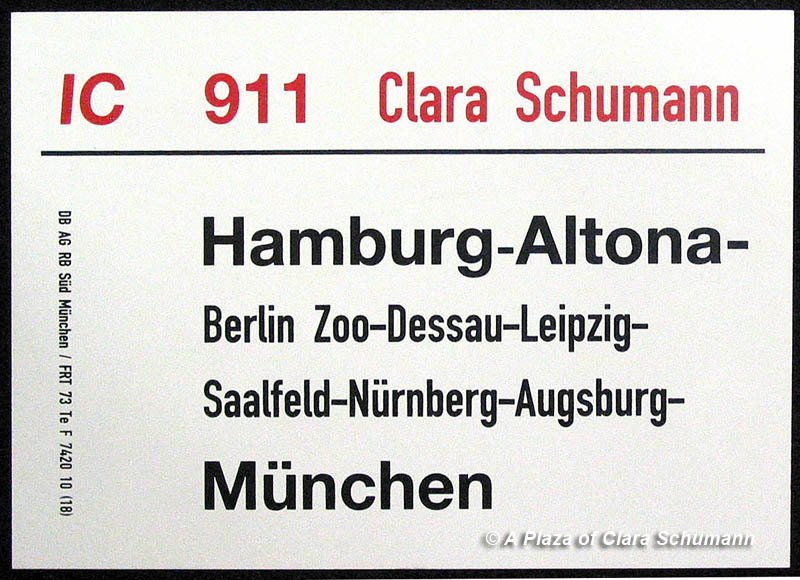 IC 911 Clara Schumann
Hamburg-Altona-
Berlin Zoo-Dessau-Leipzig-
Saalfeld-Nürnberg-Augsburg-
München
DB AG RB Süd München / FRT 73 Te F 7420 10 (18)
© A Plaza of Clara Schumann